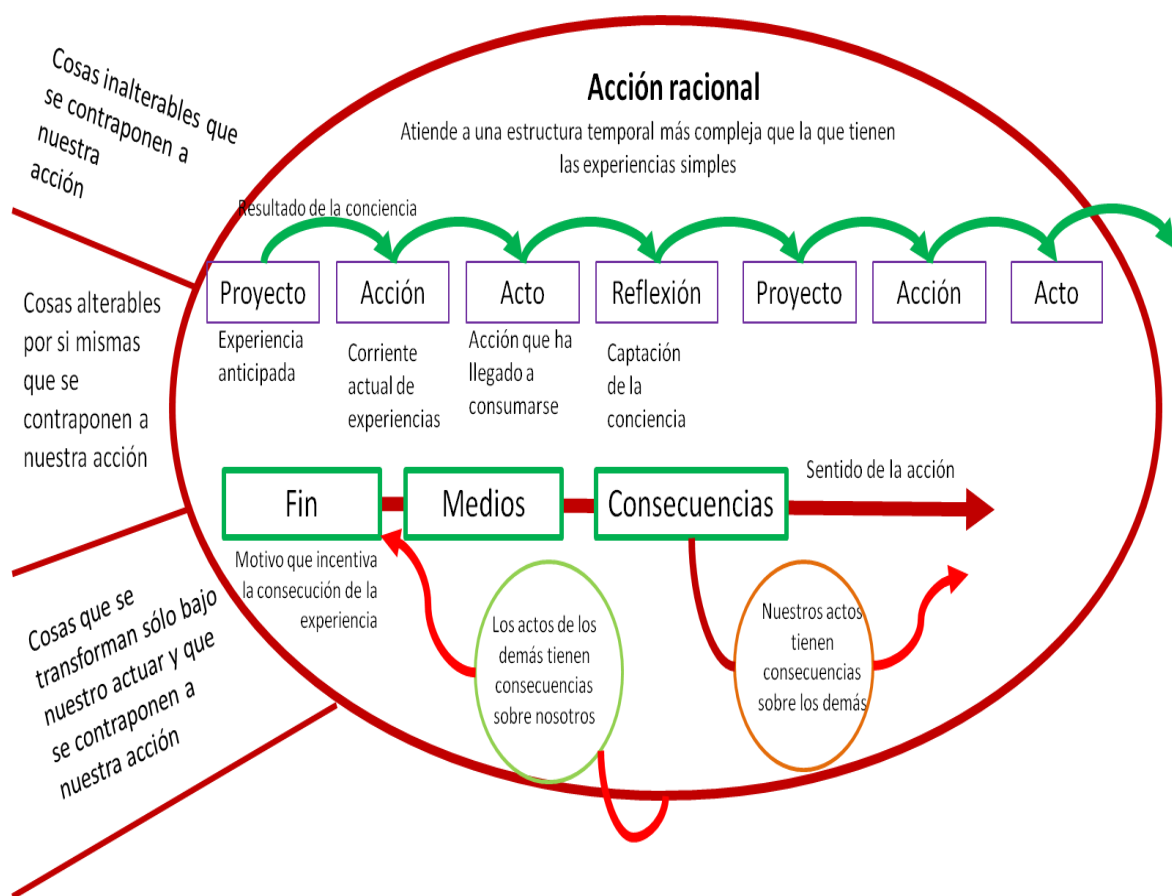 Cosas inalterables que
se contraponen a
nuestra
acción
Acción racional
Atiende a una estructura temporal más compleja que la que tienen
las experiencias simples
Resultado de la conciencia
Proyecto
Acción
Acto
Reflexión
Proyecto
Acción
Acto
Experiencia
anticipada
Corriente
actual de
experiencias
Acción que ha
llegado a
consumarse
Captación
de la
conciencia
Cosas alterables
por si mismas
que se
contraponen a
nuestra acción
Fin
Medios
Consecuencias
Sentido de la acción
Motivo que incentiva
la consecución de la
experiencia
Los actos de los
demás tienen
consecuencias
sobre nosotros
Nuestros actos
tienen
consecuencias
sobre los demás
Cosas que se
transforman sólo bajo
nuestro actuar y que
se contraponen a
nuestra acción